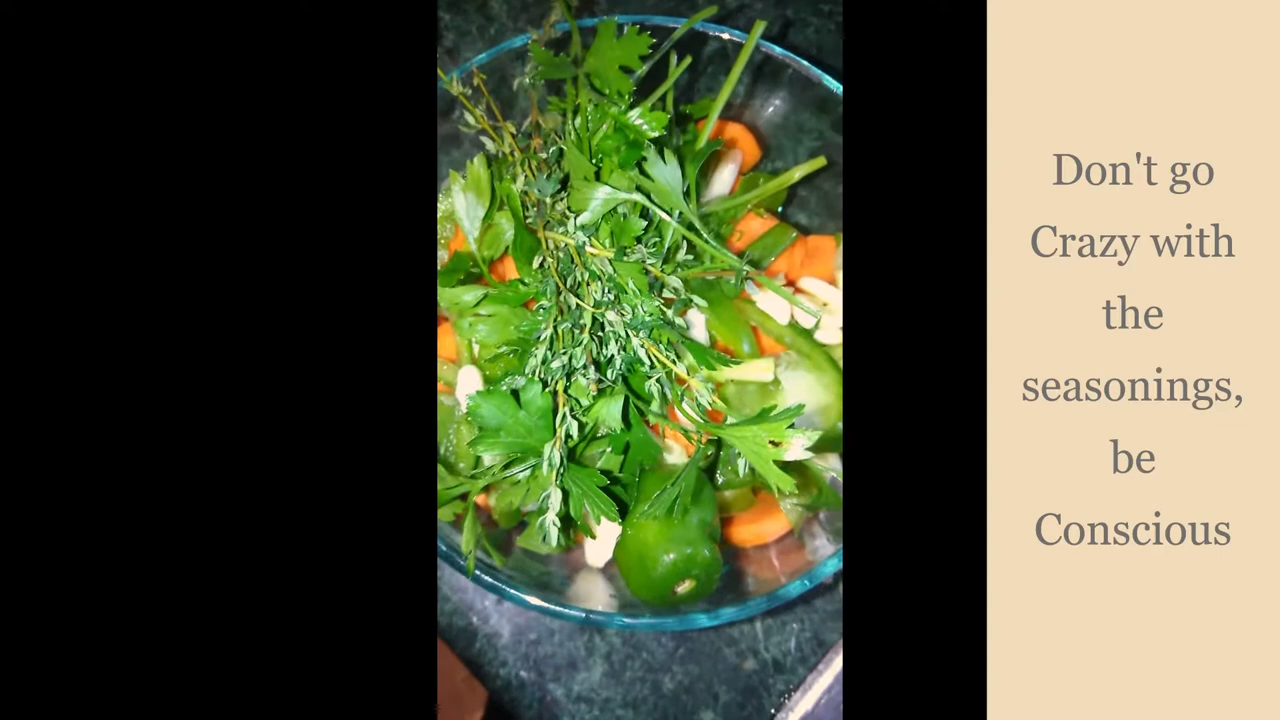 Don't go
Crazy with
the
seasonings,
be
Conscious